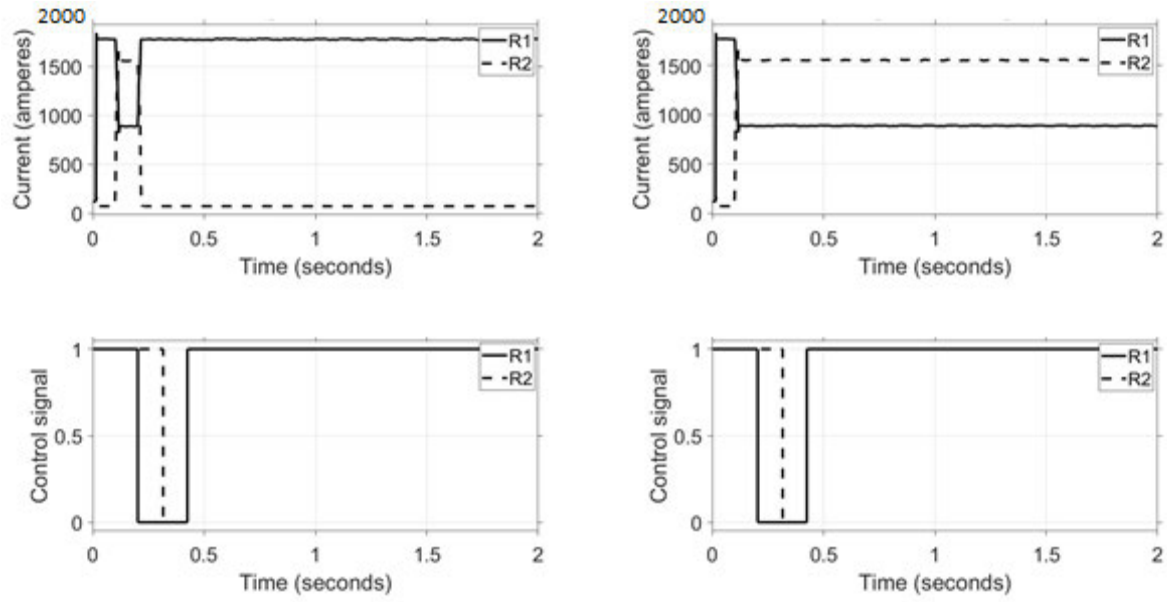 2000
1500
1000
500
0
Current (amperes)
R1
R2
0 0.5 1 1.5 2
Time (seconds)
2000
1500
1000
500
0
Current (amperes)
R1
R2
0 0.5 1 1.5 2
Time (seconds)
1
0.5
0
Control signal
R1
R2
0 0.5 1 1.5 2
Time (seconds)
1
0.5
0
Control signal
R1
R2
0 0.5 1 1.5 2
Time (seconds)